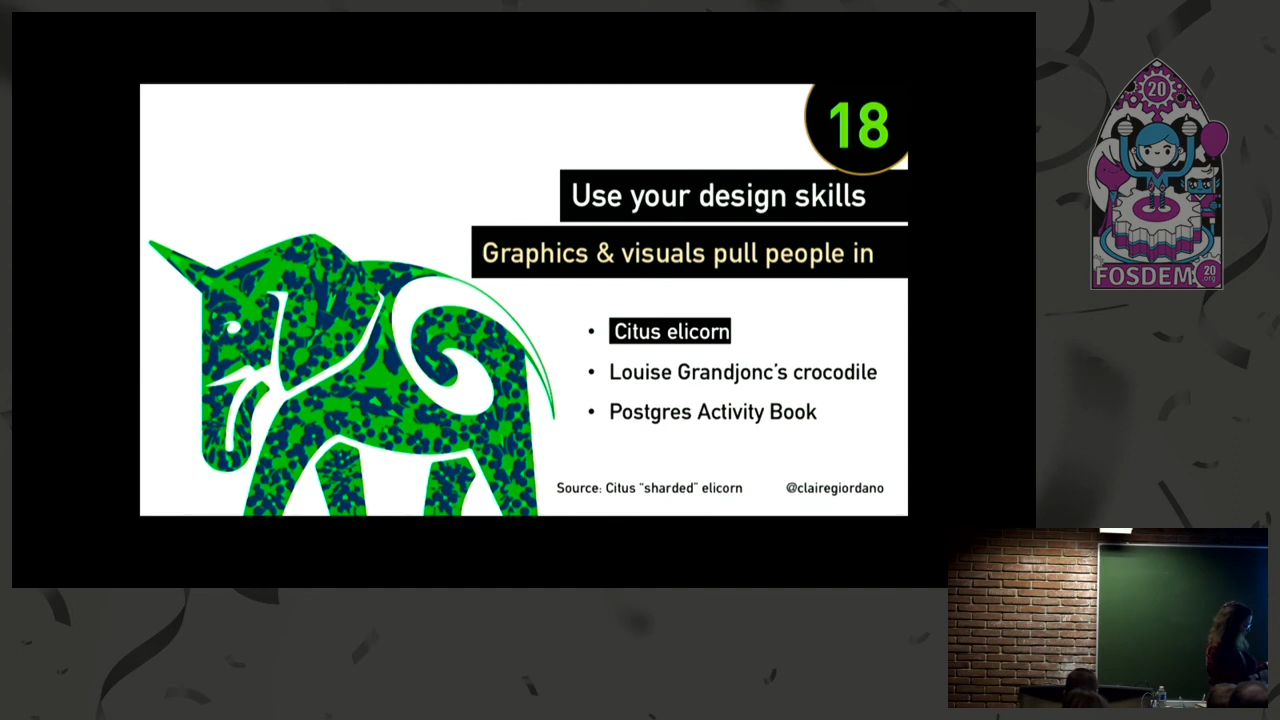 18
Use your design skills
Graphics & visuals pull people in
• Citus elicorn
• Louise Grandjonc's crocodile
• Postgres Activity Book
Source: Citus "sharded" elicorn
@clairegiordano
20
FOSDEM
20
.org